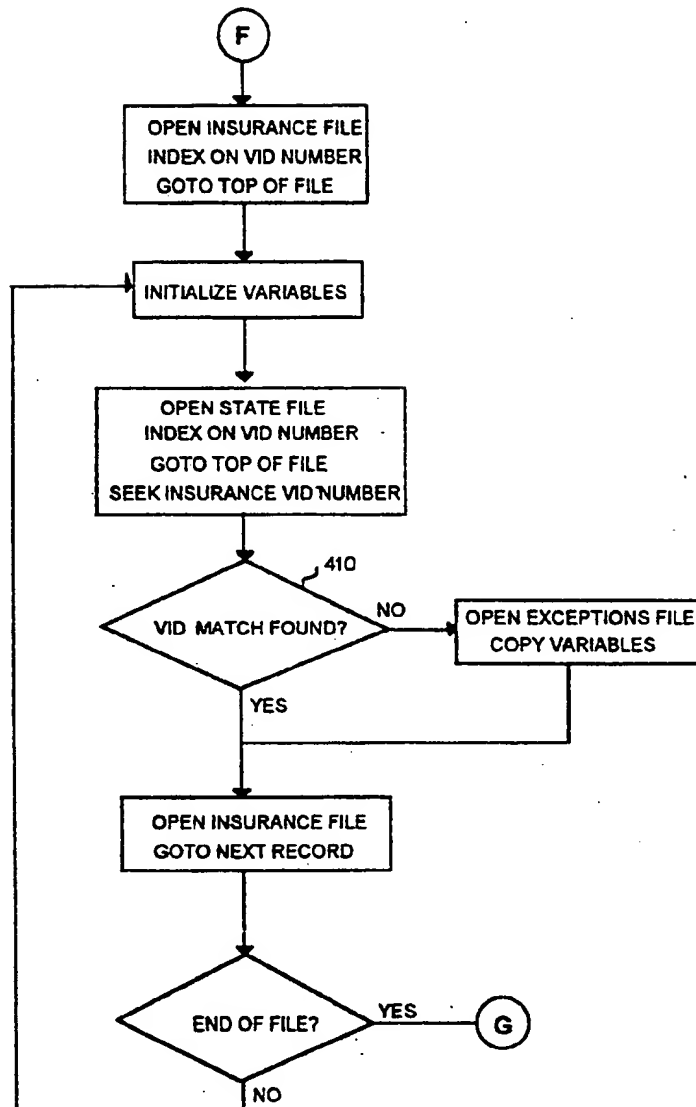 F
OPEN INSURANCE FILE
INDEX ON VID NUMBER
GOTO TOP OF FILE
INITIALIZE VARIABLES
OPEN STATE FILE
INDEX ON VID NUMBER
GOTO TOP OF FILE
SEEK INSURANCE VID NUMBER
410
VID MATCH FOUND?
NO
OPEN EXCEPTIONS FILE
COPY VARIABLES
YES
OPEN INSURANCE FILE
GOTO NEXT RECORD
END OF FILE?
YES
G
NO